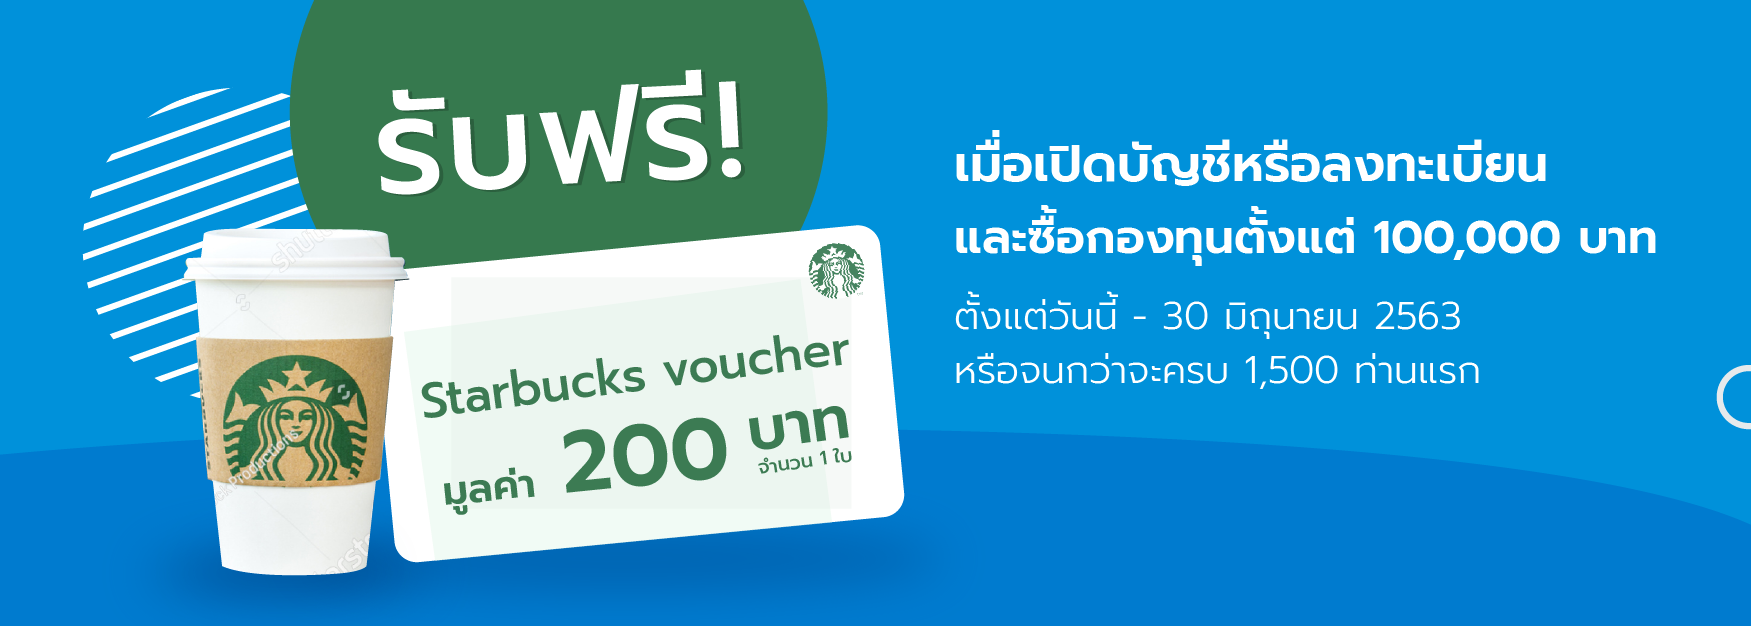 รับฟรี!
Starbucks voucher
มูลค่า 200 บาท
จำนวน 1 ใบ
เมื่อเปิดบัญชีหรือลงทะเบียน
และซื้อกองทุนตั้งแต่ 100,000 บาท
ตั้งแต่วันนี้ - 30 มิถุนายน 2563
หรือจนกว่าจะครบ 1,500 ท่านแรก